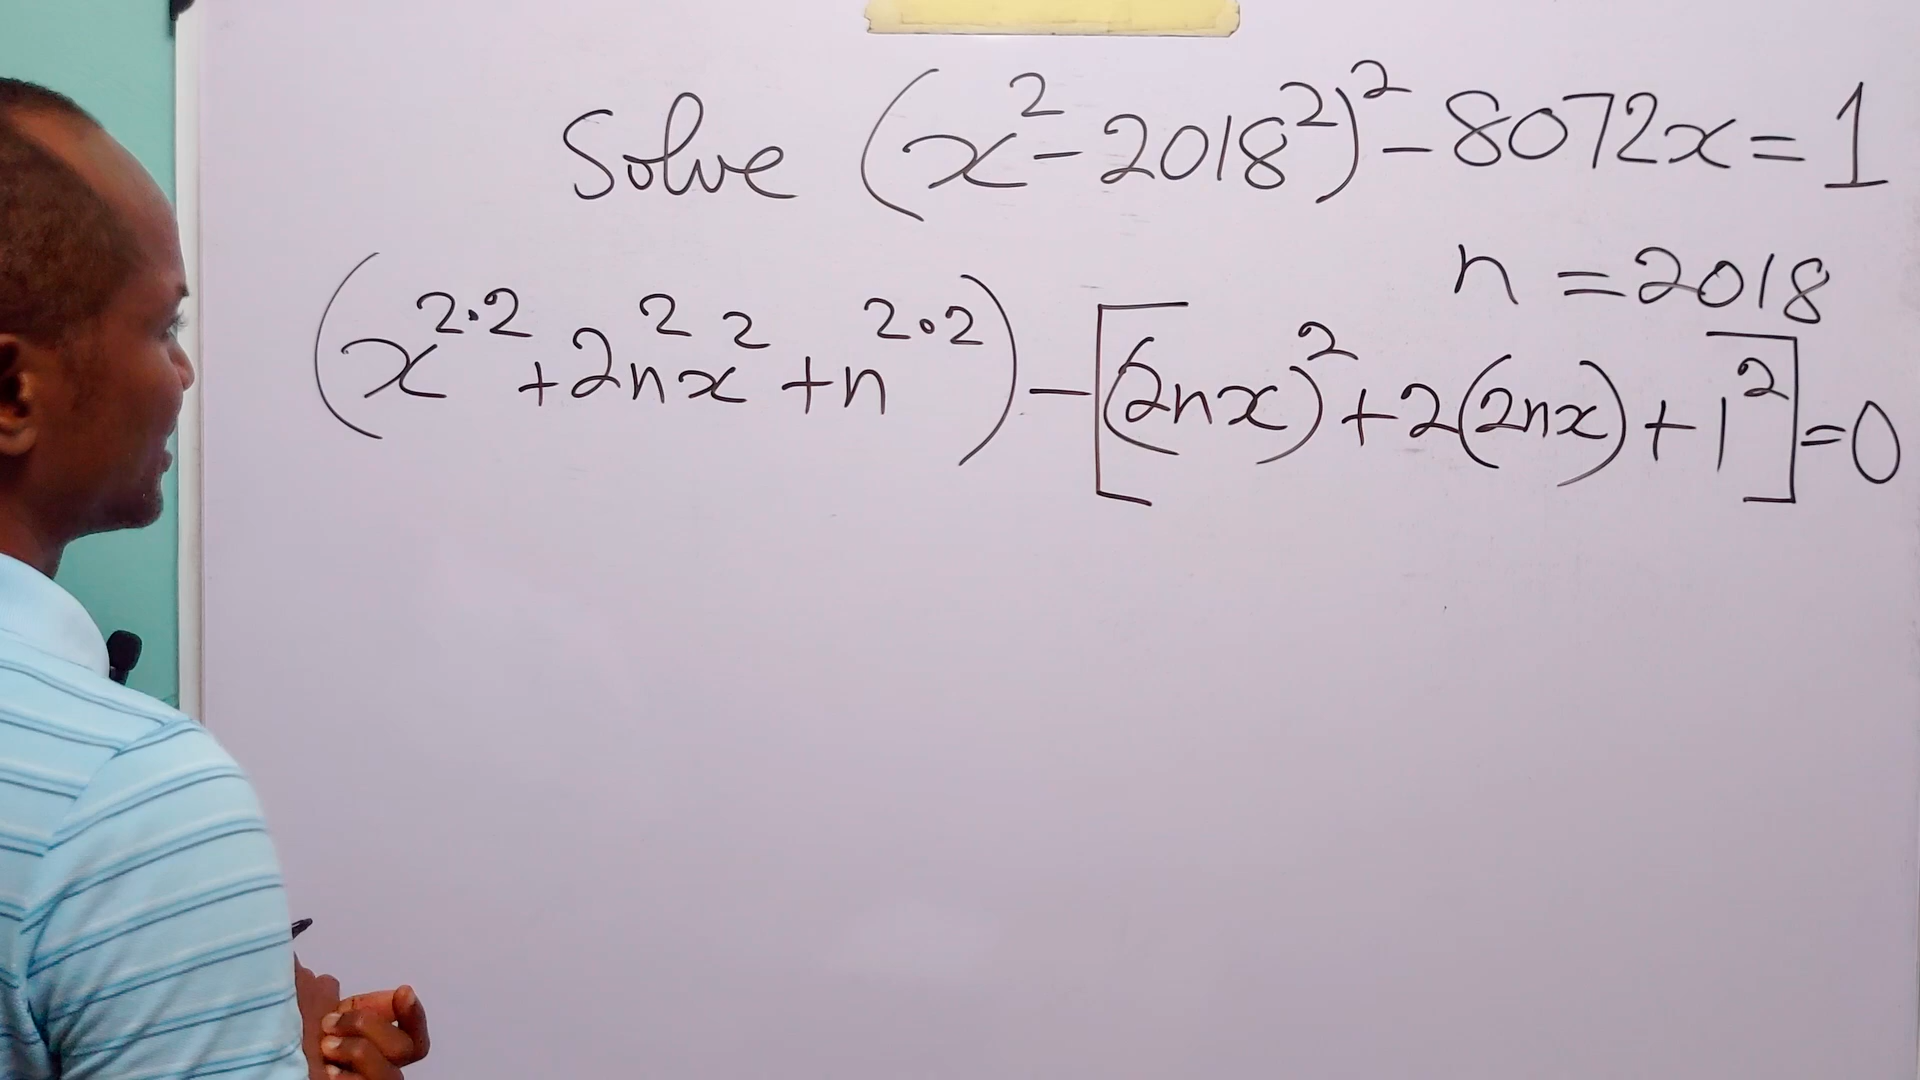 Solve (x² - 2018²)² - 8072x = 1
n = 2018
(x^{2·2} + 2n²x² + n^{2·2}) - [(2nx)² + 2(2nx) + 1²] = 0